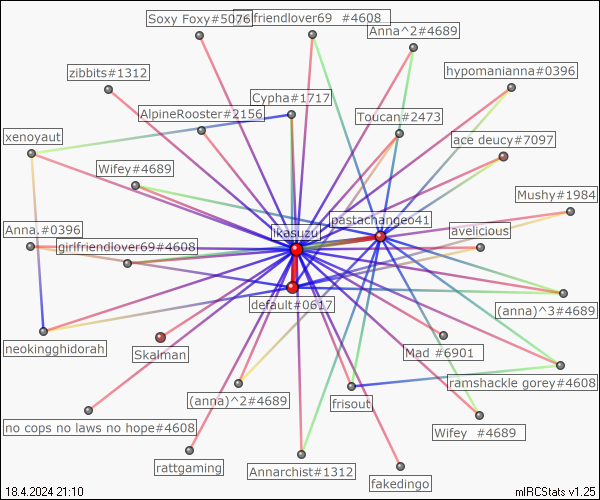 Soxy Foxy#5076
friendlover69 #4608
Anna^2#4689
zibbits#1312
hypomanianna#0396
Cypha#1717
AlpineRooster#2156
Toucan#2473
xenoyaut
ace deucy#7097
Wifey#4689
Mushy#1984
pastachangeo41
Anna.#0396
ikasuzu
avelicious
girlfriendlover69#4608
default#0617
(anna)^3#4689
neokingghidorah
Skalman
Mad #6901
ramshackle gorey#4608
(anna)^2#4689
frisout
no cops no laws no hope#4608
Wifey #4689
rattgaming
Annarchist#1312
fakedingo
18.4.2024 21:10
mIRCStats v1.25